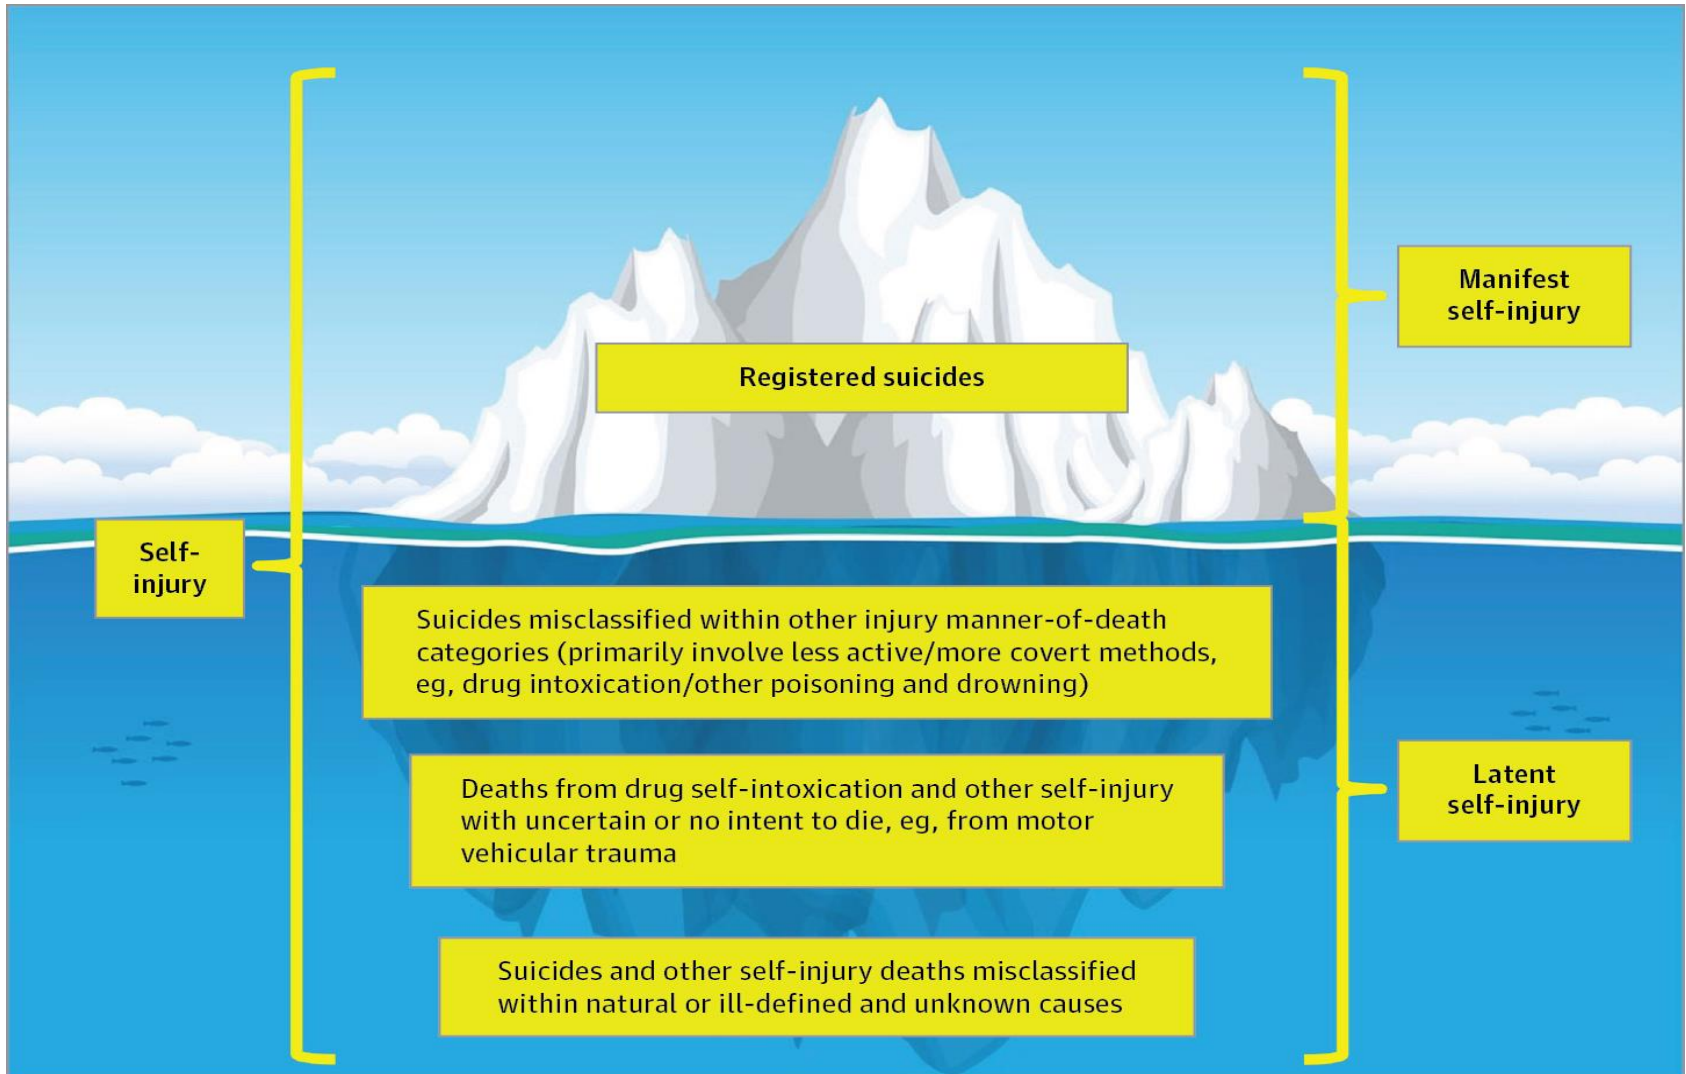 Manifest
self-injury
Registered suicides
Self-
injury
Suicides misclassified within other injury manner-of-death
categories (primarily involve less active/more covert methods,
eg, drug intoxication/other poisoning and drowning)
Deaths from drug self-intoxication and other self-injury
with uncertain or no intent to die, eg, from motor
vehicular trauma
Latent
self-injury
Suicides and other self-injury deaths misclassified
within natural or ill-defined and unknown causes